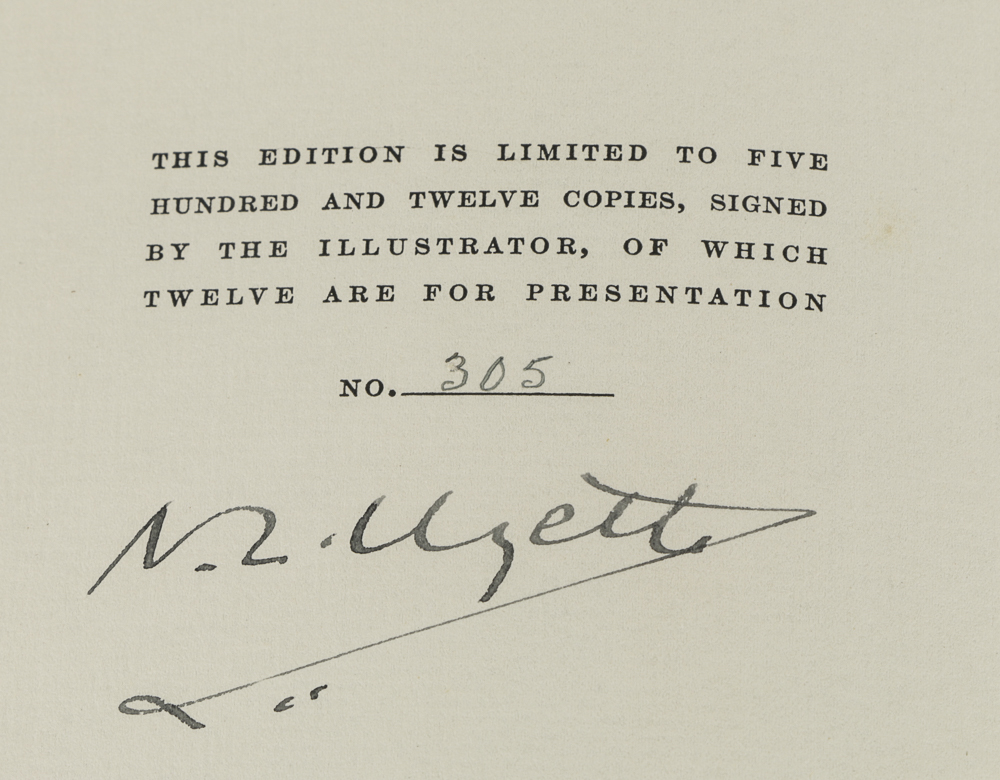 THIS EDITION IS LIMITED TO FIVE
HUNDRED AND TWELVE COPIES, SIGNED
BY THE ILLUSTRATOR, OF WHICH
TWELVE ARE FOR PRESENTATION
NO. 305